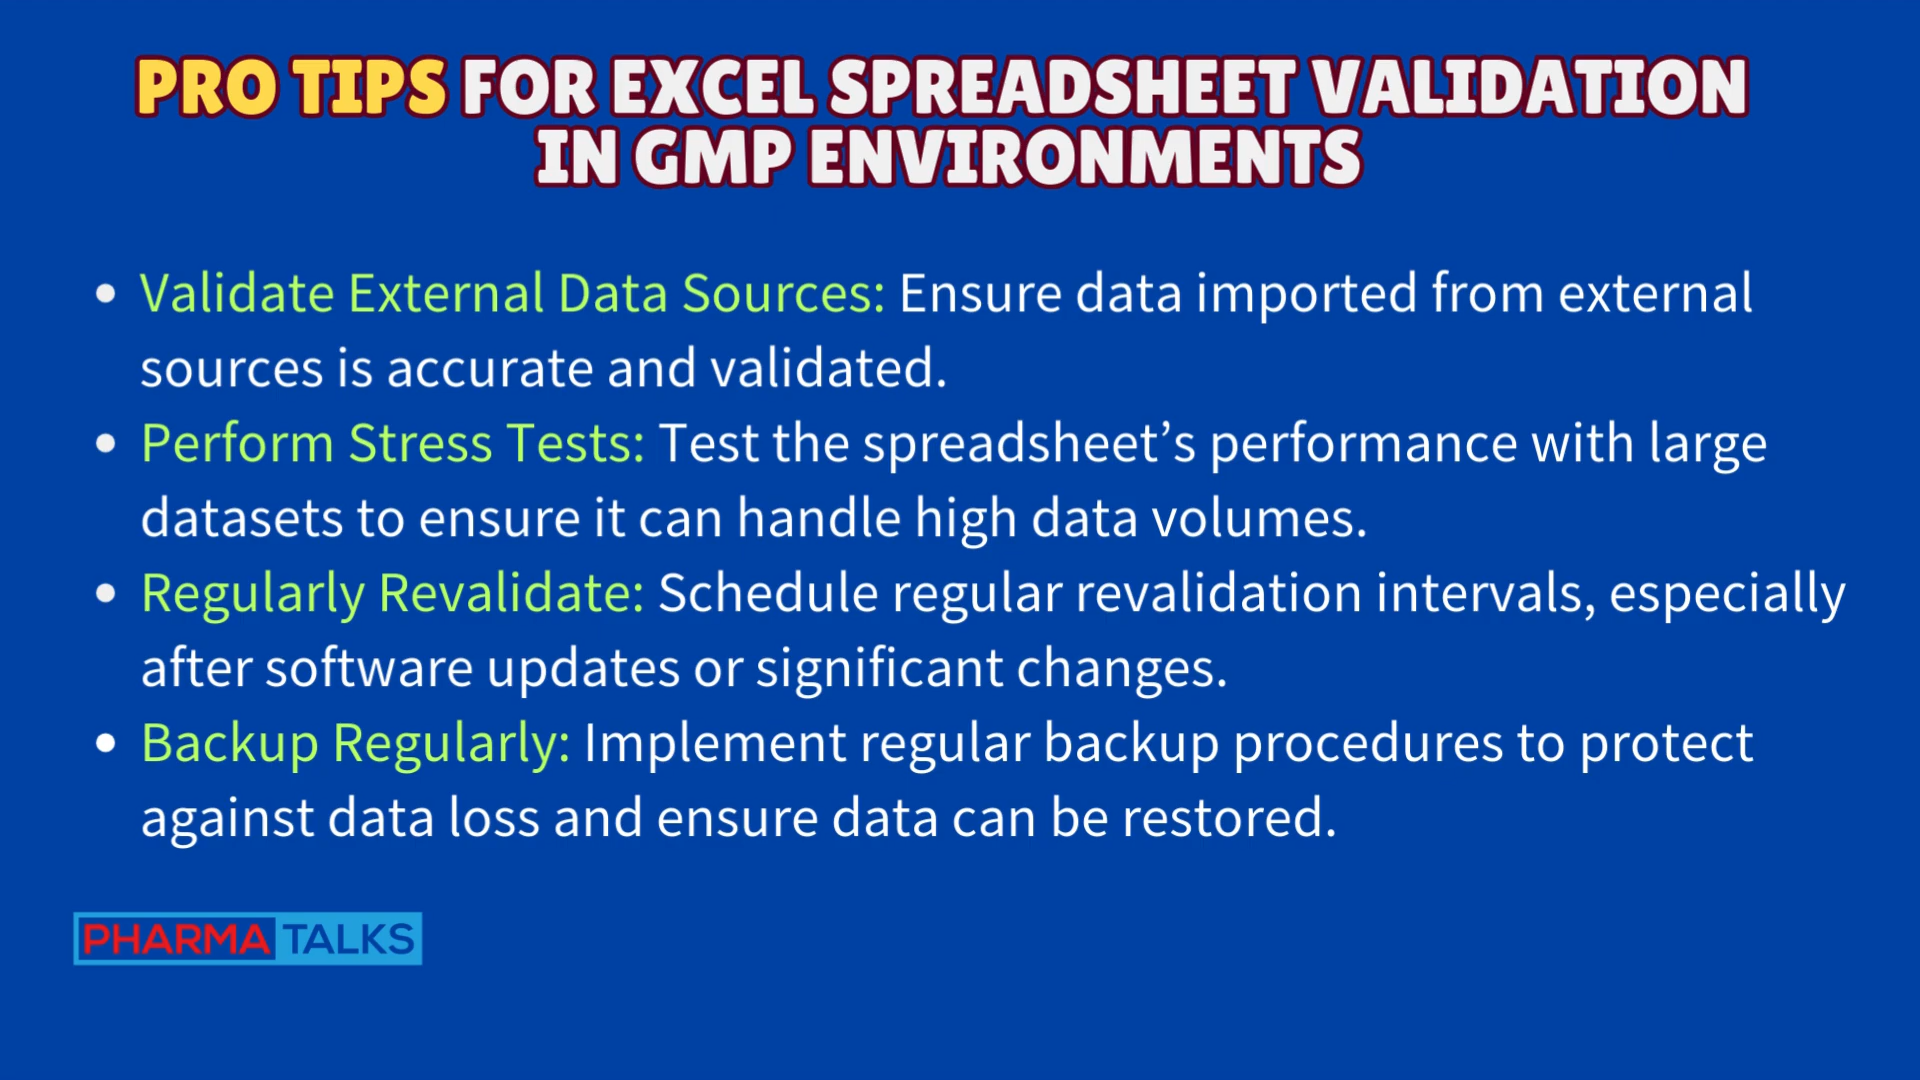 PRO TIPS FOR EXCEL SPREADSHEET VALIDATION
IN GMP ENVIRONMENTS
• Validate External Data Sources: Ensure data imported from external
sources is accurate and validated.
• Perform Stress Tests: Test the spreadsheet’s performance with large
datasets to ensure it can handle high data volumes.
• Regularly Revalidate: Schedule regular revalidation intervals, especially
after software updates or significant changes.
• Backup Regularly: Implement regular backup procedures to protect
against data loss and ensure data can be restored.
PHARMA TALKS